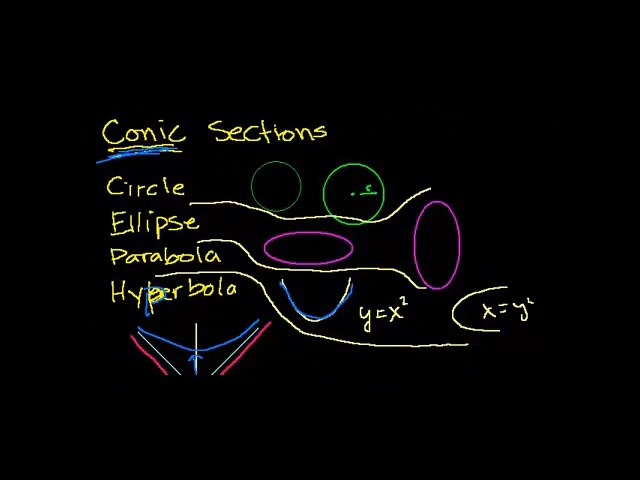 Conic Sections
Circle
Ellipse
Parabola
Hyperbola
y=x²
x=y²